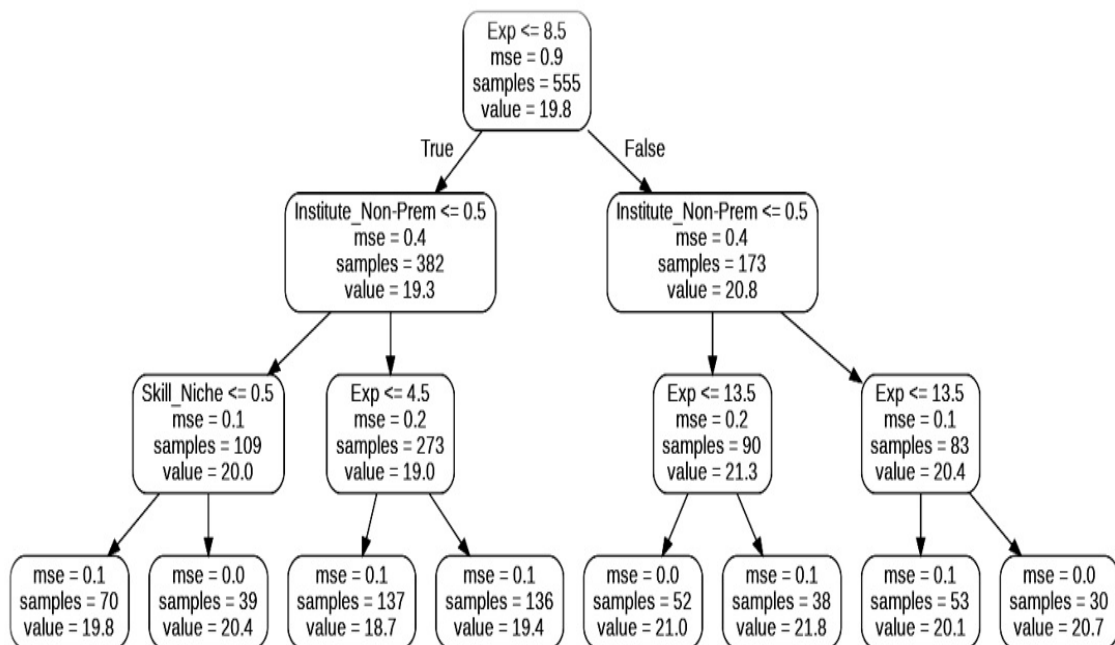 Exp <= 8.5
mse = 0.9
samples = 555
value = 19.8
True
False
Institute_Non-Prem <= 0.5
mse = 0.4
samples = 382
value = 19.3
Institute_Non-Prem <= 0.5
mse = 0.4
samples = 173
value = 20.8
Skill_Niche <= 0.5
mse = 0.1
samples = 109
value = 20.0
Exp <= 4.5
mse = 0.2
samples = 273
value = 19.0
Exp <= 13.5
mse = 0.2
samples = 90
value = 21.3
Exp <= 13.5
mse = 0.1
samples = 83
value = 20.4
mse = 0.1
samples = 70
value = 19.8
mse = 0.0
samples = 39
value = 20.4
mse = 0.1
samples = 137
value = 18.7
mse = 0.1
samples = 136
value = 19.4
mse = 0.0
samples = 52
value = 21.0
mse = 0.1
samples = 38
value = 21.8
mse = 0.1
samples = 53
value = 20.1
mse = 0.0
samples = 30
value = 20.7